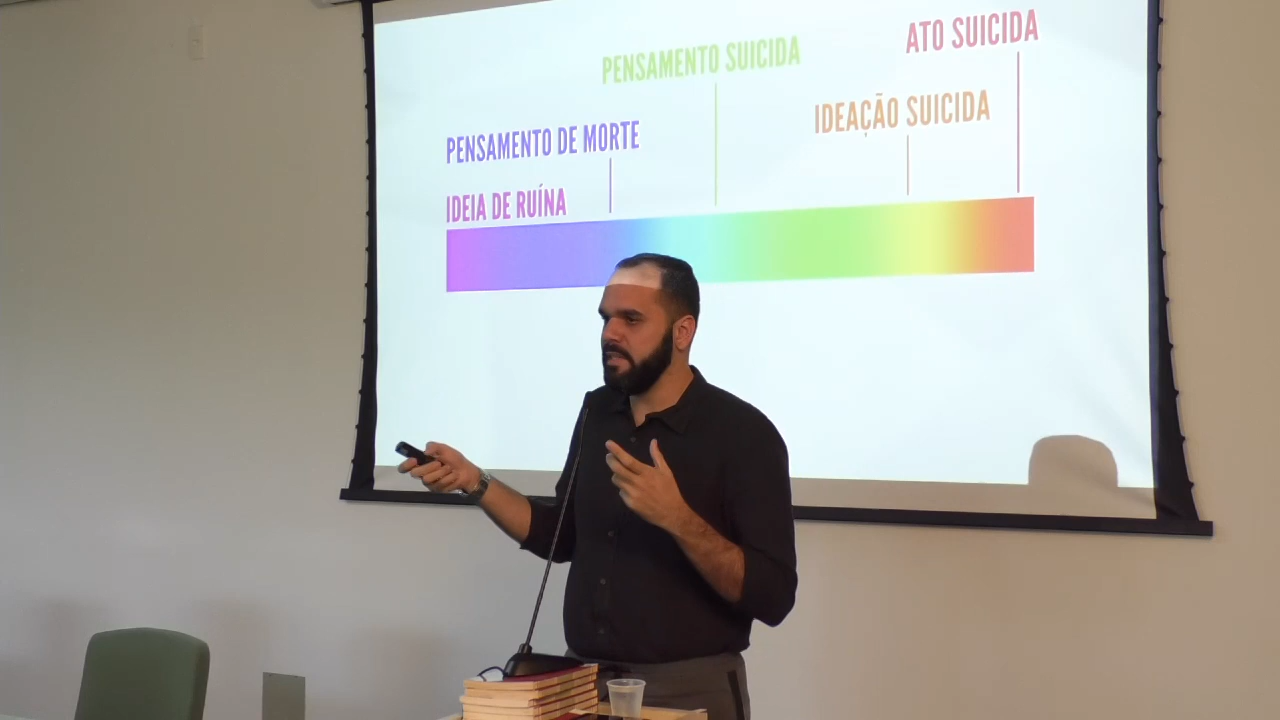 ATO SUICIDA
PENSAMENTO SUICIDA
IDEAÇÃO SUICIDA
PENSAMENTO DE MORTE
IDEIA DE RUÍNA